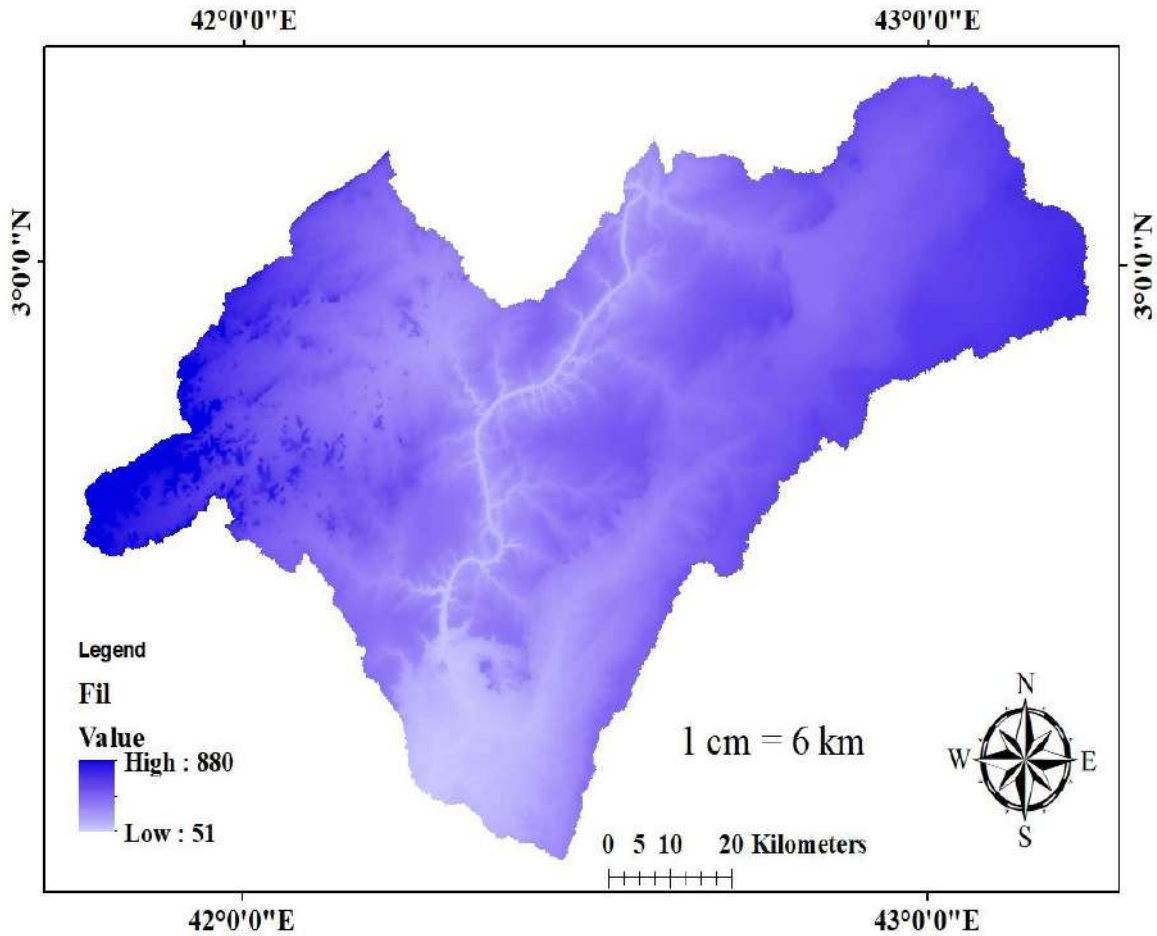 42°0'0"E 43°0'0"E
3°0'0"N 3°0'0"N
Legend
Fil
Value
High : 880
Low : 51
1 cm = 6 km
N
W E
S
0 5 10 20 Kilometers
42°0'0"E 43°0'0"E